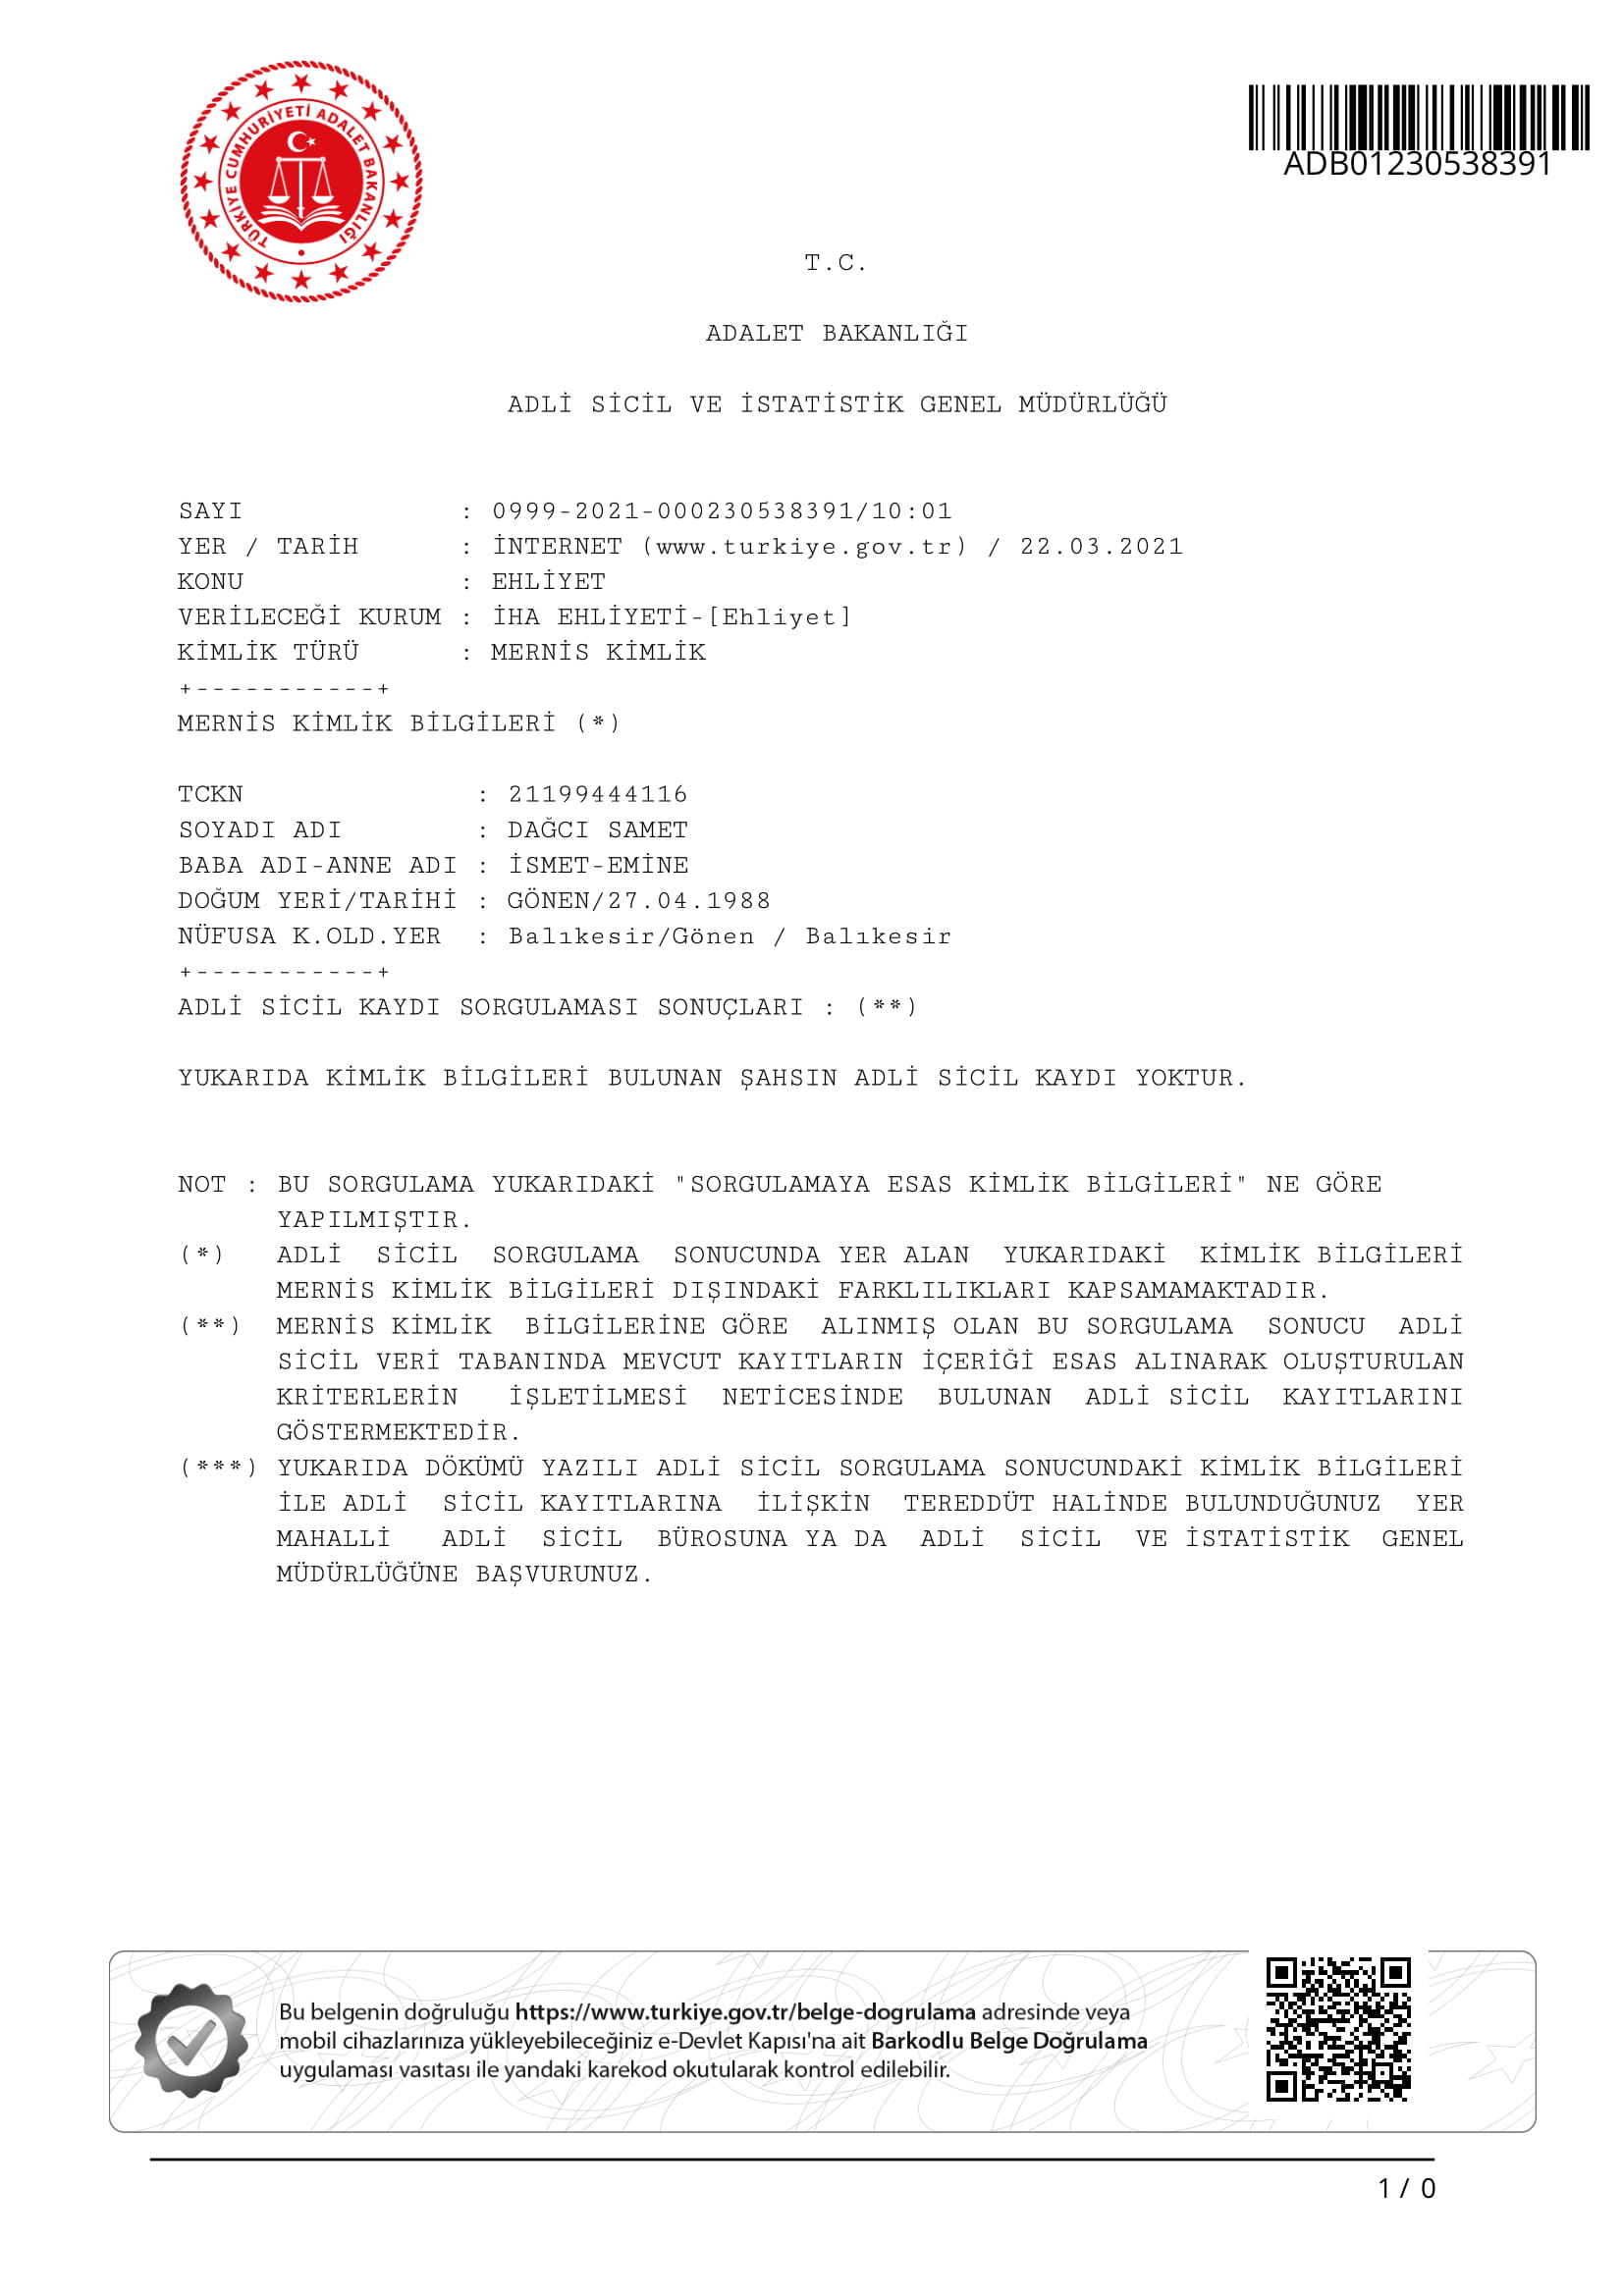 TÜRKİYE CUMHURİYETİ ADALET BAKANLIĞI
ADB01230538391
T.C.
ADALET BAKANLIĞI
ADLİ SİCİL VE İSTATİSTİK GENEL MÜDÜRLÜĞÜ
SAYI : 0999-2021-000230538391/10:01
YER / TARİH : İNTERNET (www.turkiye.gov.tr) / 22.03.2021
KONU : EHLİYET
VERİLECEĞİ KURUM : İHA EHLİYETİ-[Ehliyet]
KİMLİK TÜRÜ : MERNİS KİMLİK
+-----------+
MERNİS KİMLİK BİLGİLERİ (*)
TCKN : 21199444116
SOYADI ADI : DAĞCI SAMET
BABA ADI-ANNE ADI : İSMET-EMİNE
DOĞUM YERİ/TARİHİ : GÖNEN/27.04.1988
NÜFUSA K.OLD.YER : Balıkesir/Gönen / Balıkesir
+-----------+
ADLİ SİCİL KAYDI SORGULAMASI SONUÇLARI : (**)
YUKARIDA KİMLİK BİLGİLERİ BULUNAN ŞAHSIN ADLİ SİCİL KAYDI YOKTUR.
NOT : BU SORGULAMA YUKARIDAKİ "SORGULAMAYA ESAS KİMLİK BİLGİLERİ" NE GÖRE
YAPILMIŞTIR.
(*) ADLİ SİCİL SORGULAMA SONUCUNDA YER ALAN YUKARIDAKİ KİMLİK BİLGİLERİ
MERNİS KİMLİK BİLGİLERİ DIŞINDAKİ FARKLILIKLARI KAPSAMAMAKTADIR.
(**) MERNİS KİMLİK BİLGİLERİNE GÖRE ALINMIŞ OLAN BU SORGULAMA SONUCU ADLİ
SİCİL VERİ TABANINDA MEVCUT KAYITLARIN İÇERİĞİ ESAS ALINARAK OLUŞTURULAN
KRİTERLERİN İŞLETİLMESİ NETİCESİNDE BULUNAN ADLİ SİCİL KAYITLARINI
GÖSTERMEKTEDİR.
(***) YUKARIDA DÖKÜMÜ YAZILI ADLİ SİCİL SORGULAMA SONUCUNDAKİ KİMLİK BİLGİLERİ
İLE ADLİ SİCİL KAYITLARINA İLİŞKİN TEREDDÜT HALİNDE BULUNDUĞUNUZ YER
MAHALLİ ADLİ SİCİL BÜROSUNA YA DA ADLİ SİCİL VE İSTATİSTİK GENEL
MÜDÜRLÜĞÜNE BAŞVURUNUZ.
Bu belgenin doğruluğu https://www.turkiye.gov.tr/belge-dogrulama adresinde veya
mobil cihazlarınıza yükleyebileceğiniz e-Devlet Kapısı'na ait Barkodlu Belge Doğrulama
uygulaması vasıtası ile yandaki karekod okutularak kontrol edilebilir.
1 / 0